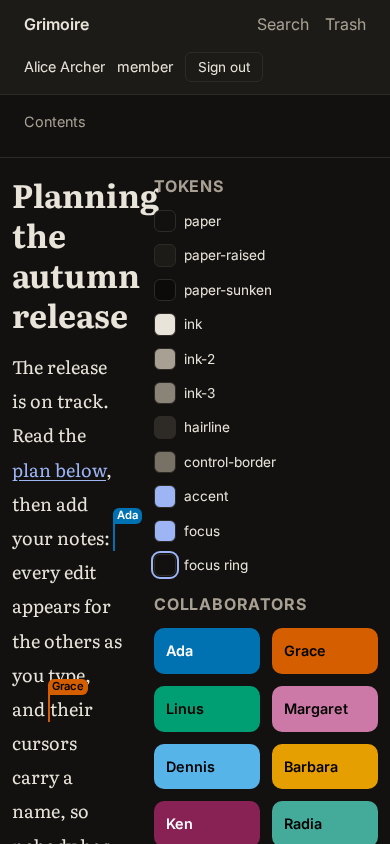 Grimoire
Search Trash
Alice Archer member Sign out
Contents
Planning
the
autumn
release
The release
is on track.
Read the
plan below,
then add
Ada
your notes:
every edit
appears for
the others as
you type,
Grace
and their
cursors
carry a
name, so
TOKENS
paper
paper-raised
paper-sunken
ink
ink-2
ink-3
hairline
control-border
accent
focus
focus ring
COLLABORATORS
Ada Grace
Linus Margaret
Dennis Barbara
Ken Radia